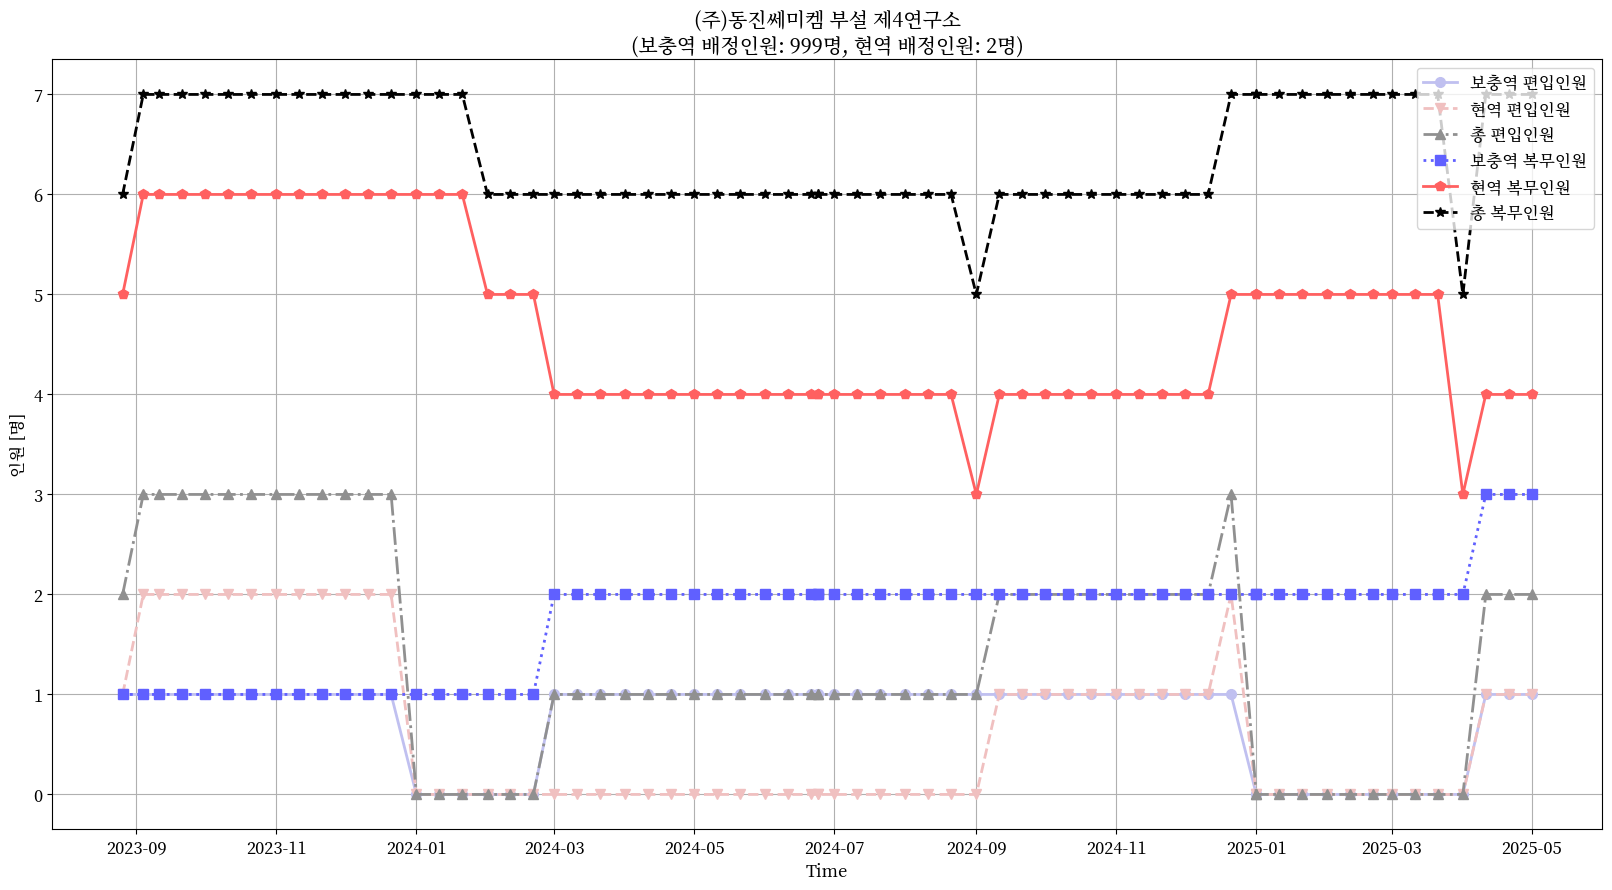 (주)동진쎄미켐 부설 제4연구소
(보충역 배정인원: 999명, 현역 배정인원: 2명)
보충역 편입인원
현역 편입인원
총 편입인원
보충역 복무인원
현역 복무인원
총 복무인원
인원 [명]
7
6
5
4
3
2
1
0
2023-09
2023-11
2024-01
2024-03
2024-05
2024-07
2024-09
2024-11
2025-01
2025-03
2025-05
Time